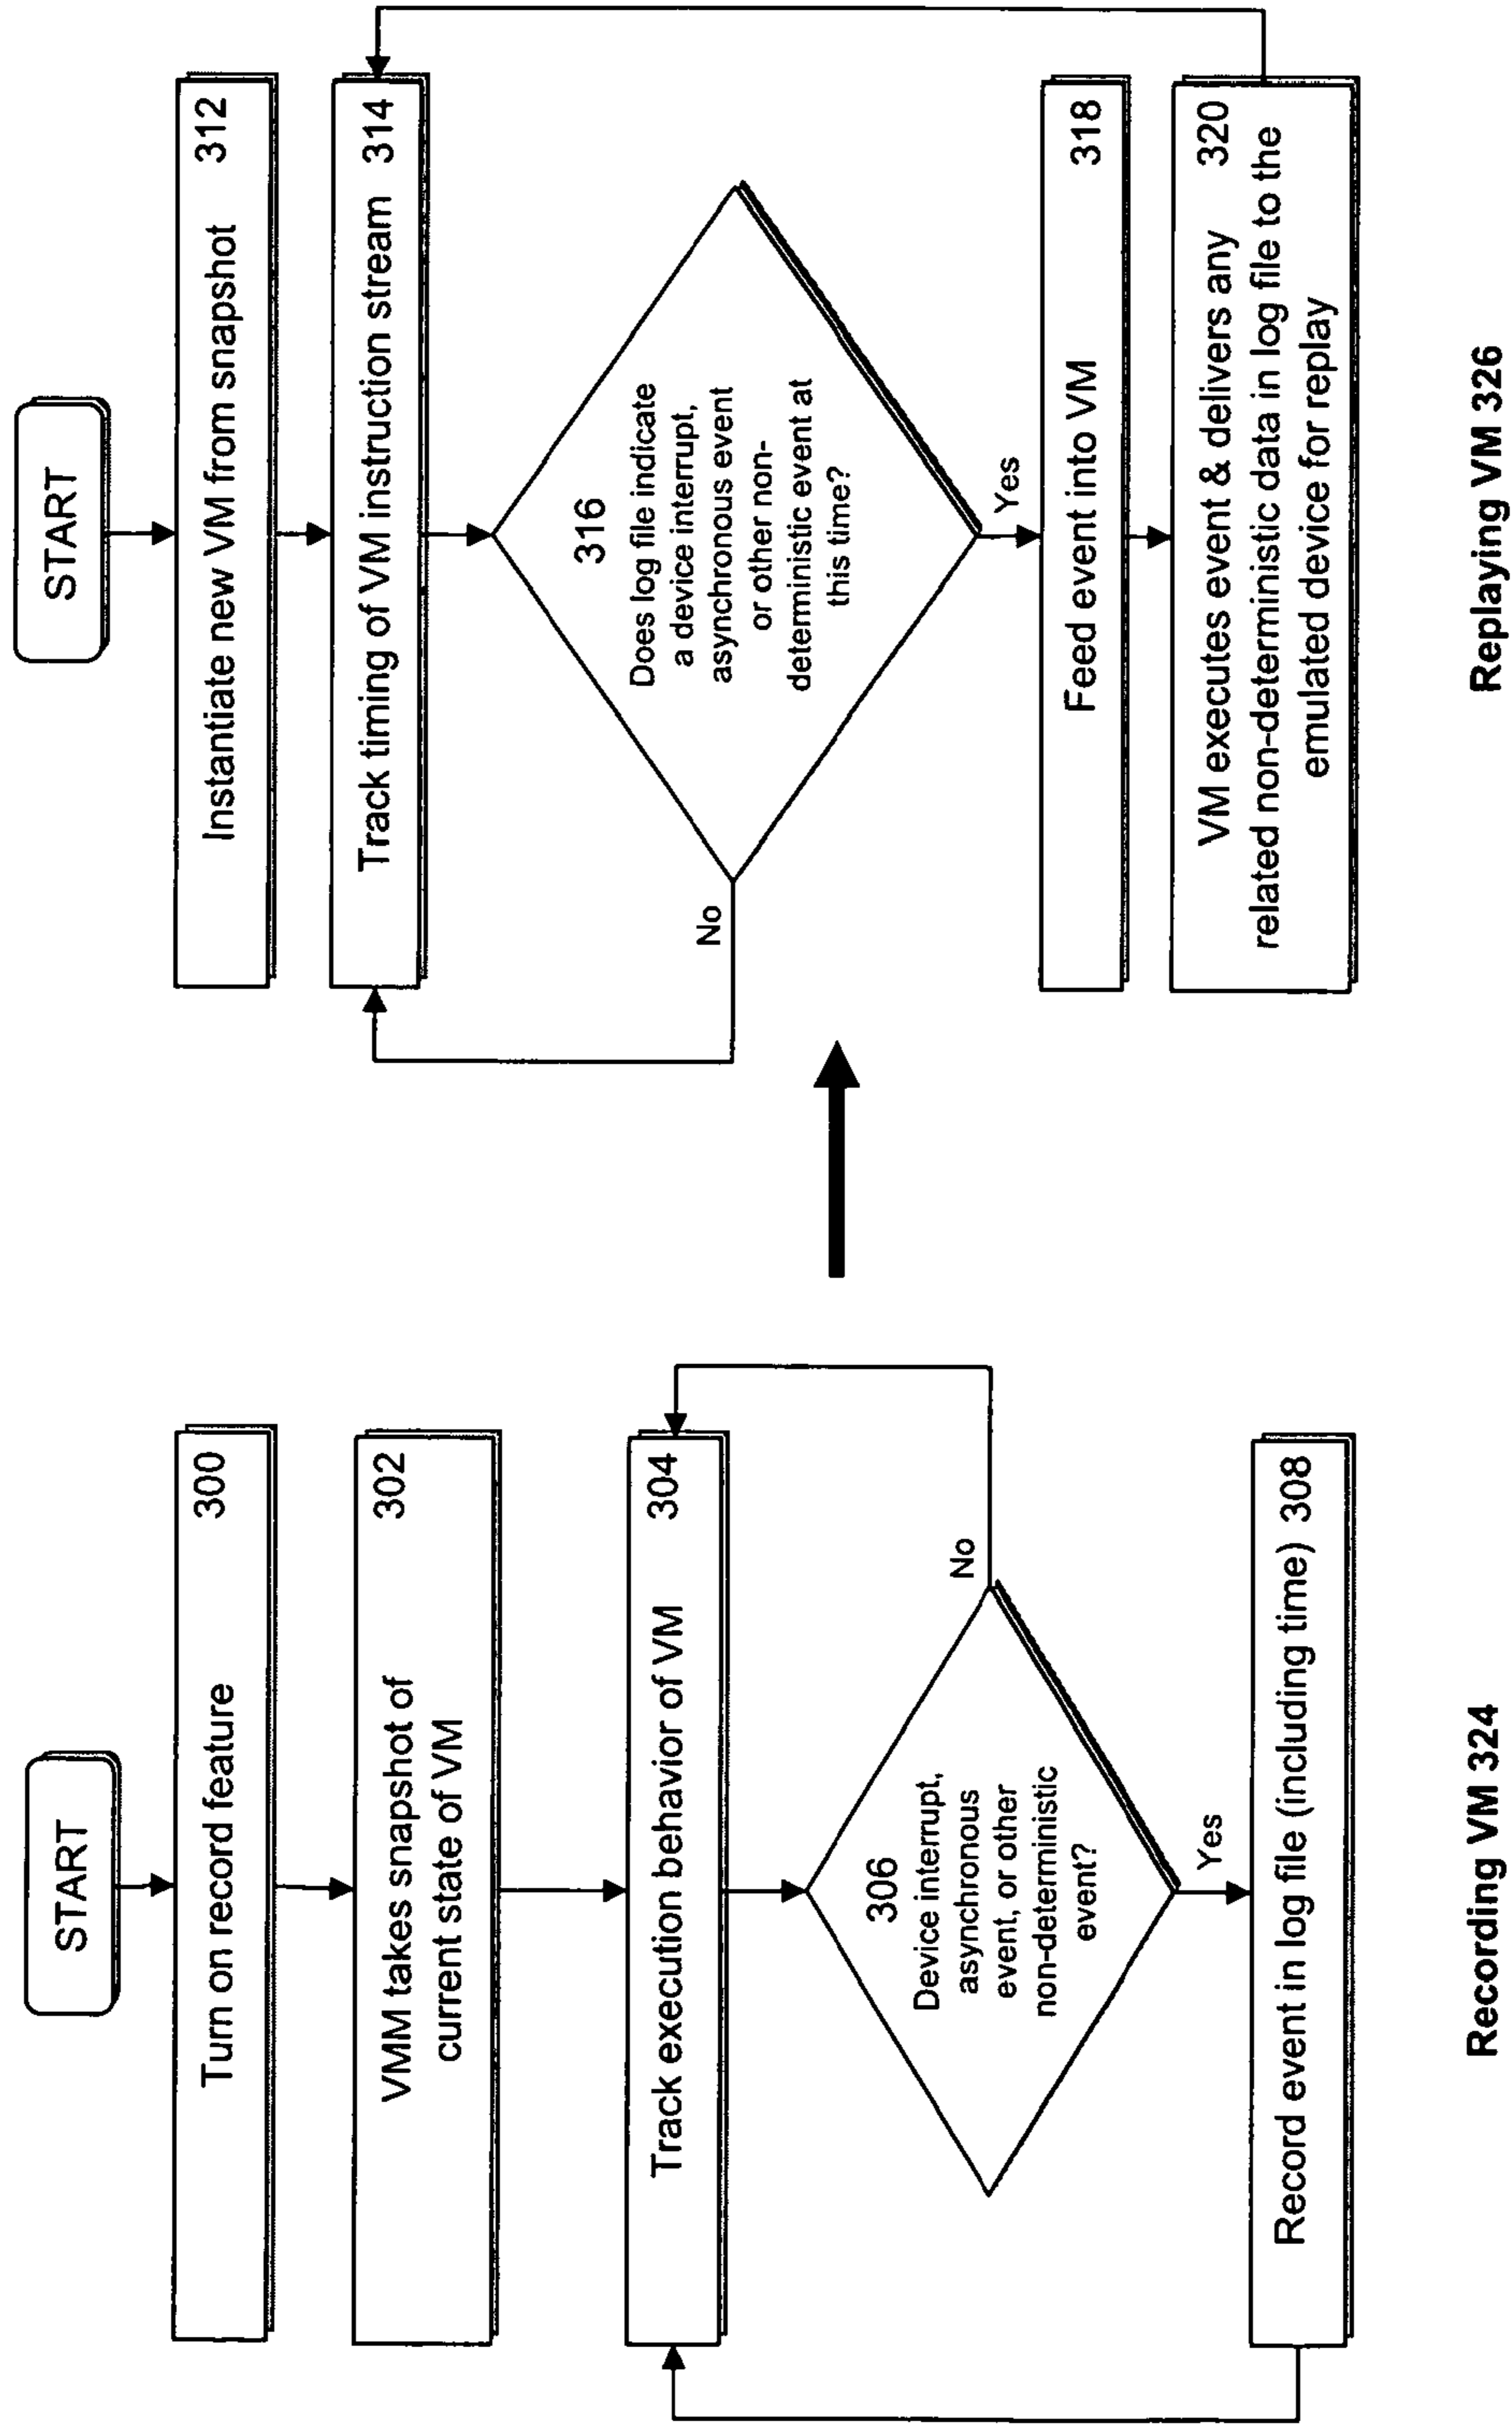 START
Turn on record feature 300
VMM takes snapshot of 302
current state of VM
Track execution behavior of VM 304
306
Device interrupt,
asynchronous
event, or other
non-deterministic
event?
No
Yes
Record event in log file (including time) 308
Recording VM 324
START
Instantiate new VM from snapshot 312
Track timing of VM instruction stream 314
316
Does log file indicate
a device interrupt,
asynchronous event
or other non-
deterministic event at
this time?
No
Yes
Feed event into VM 318
VM executes event & delivers any 320
related non-deterministic data in log file to the
emulated device for replay
Replaying VM 326